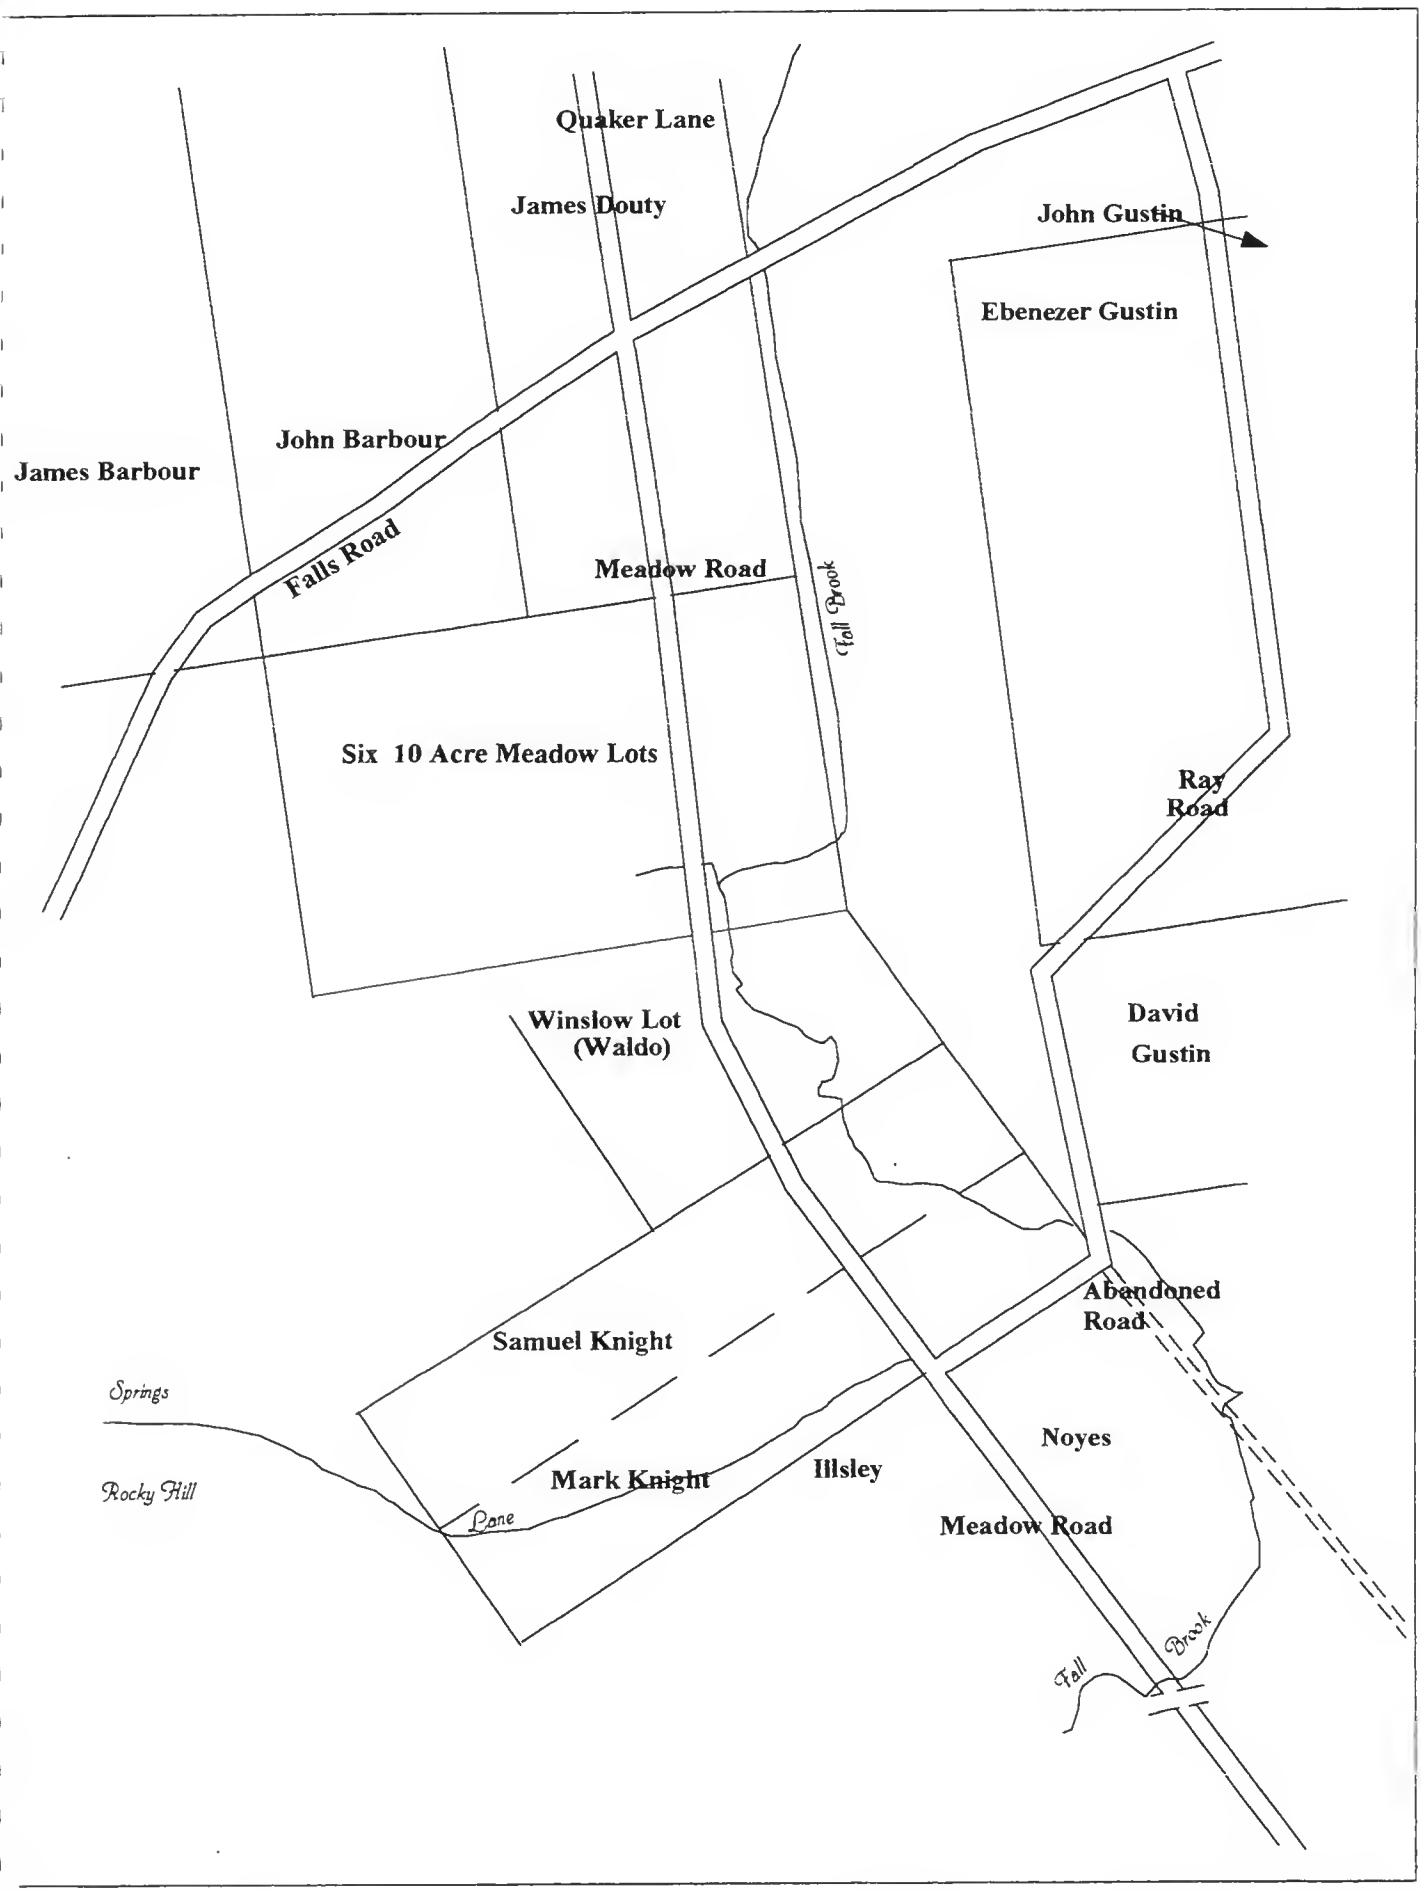 Quaker Lane
James Douty
John Gustin
Ebenezer Gustin
John Barbour
James Barbour
Falls Road
Meadow Road
Fall Brook
Six 10 Acre Meadow Lots
Ray
Road
David
Gustin
Winslow Lot
(Waldo)
Abandoned
Road
Samuel Knight
Springs
Rocky Hill
Mark Knight
Lane
Illsley
Noyes
Meadow Road
Fall Brook